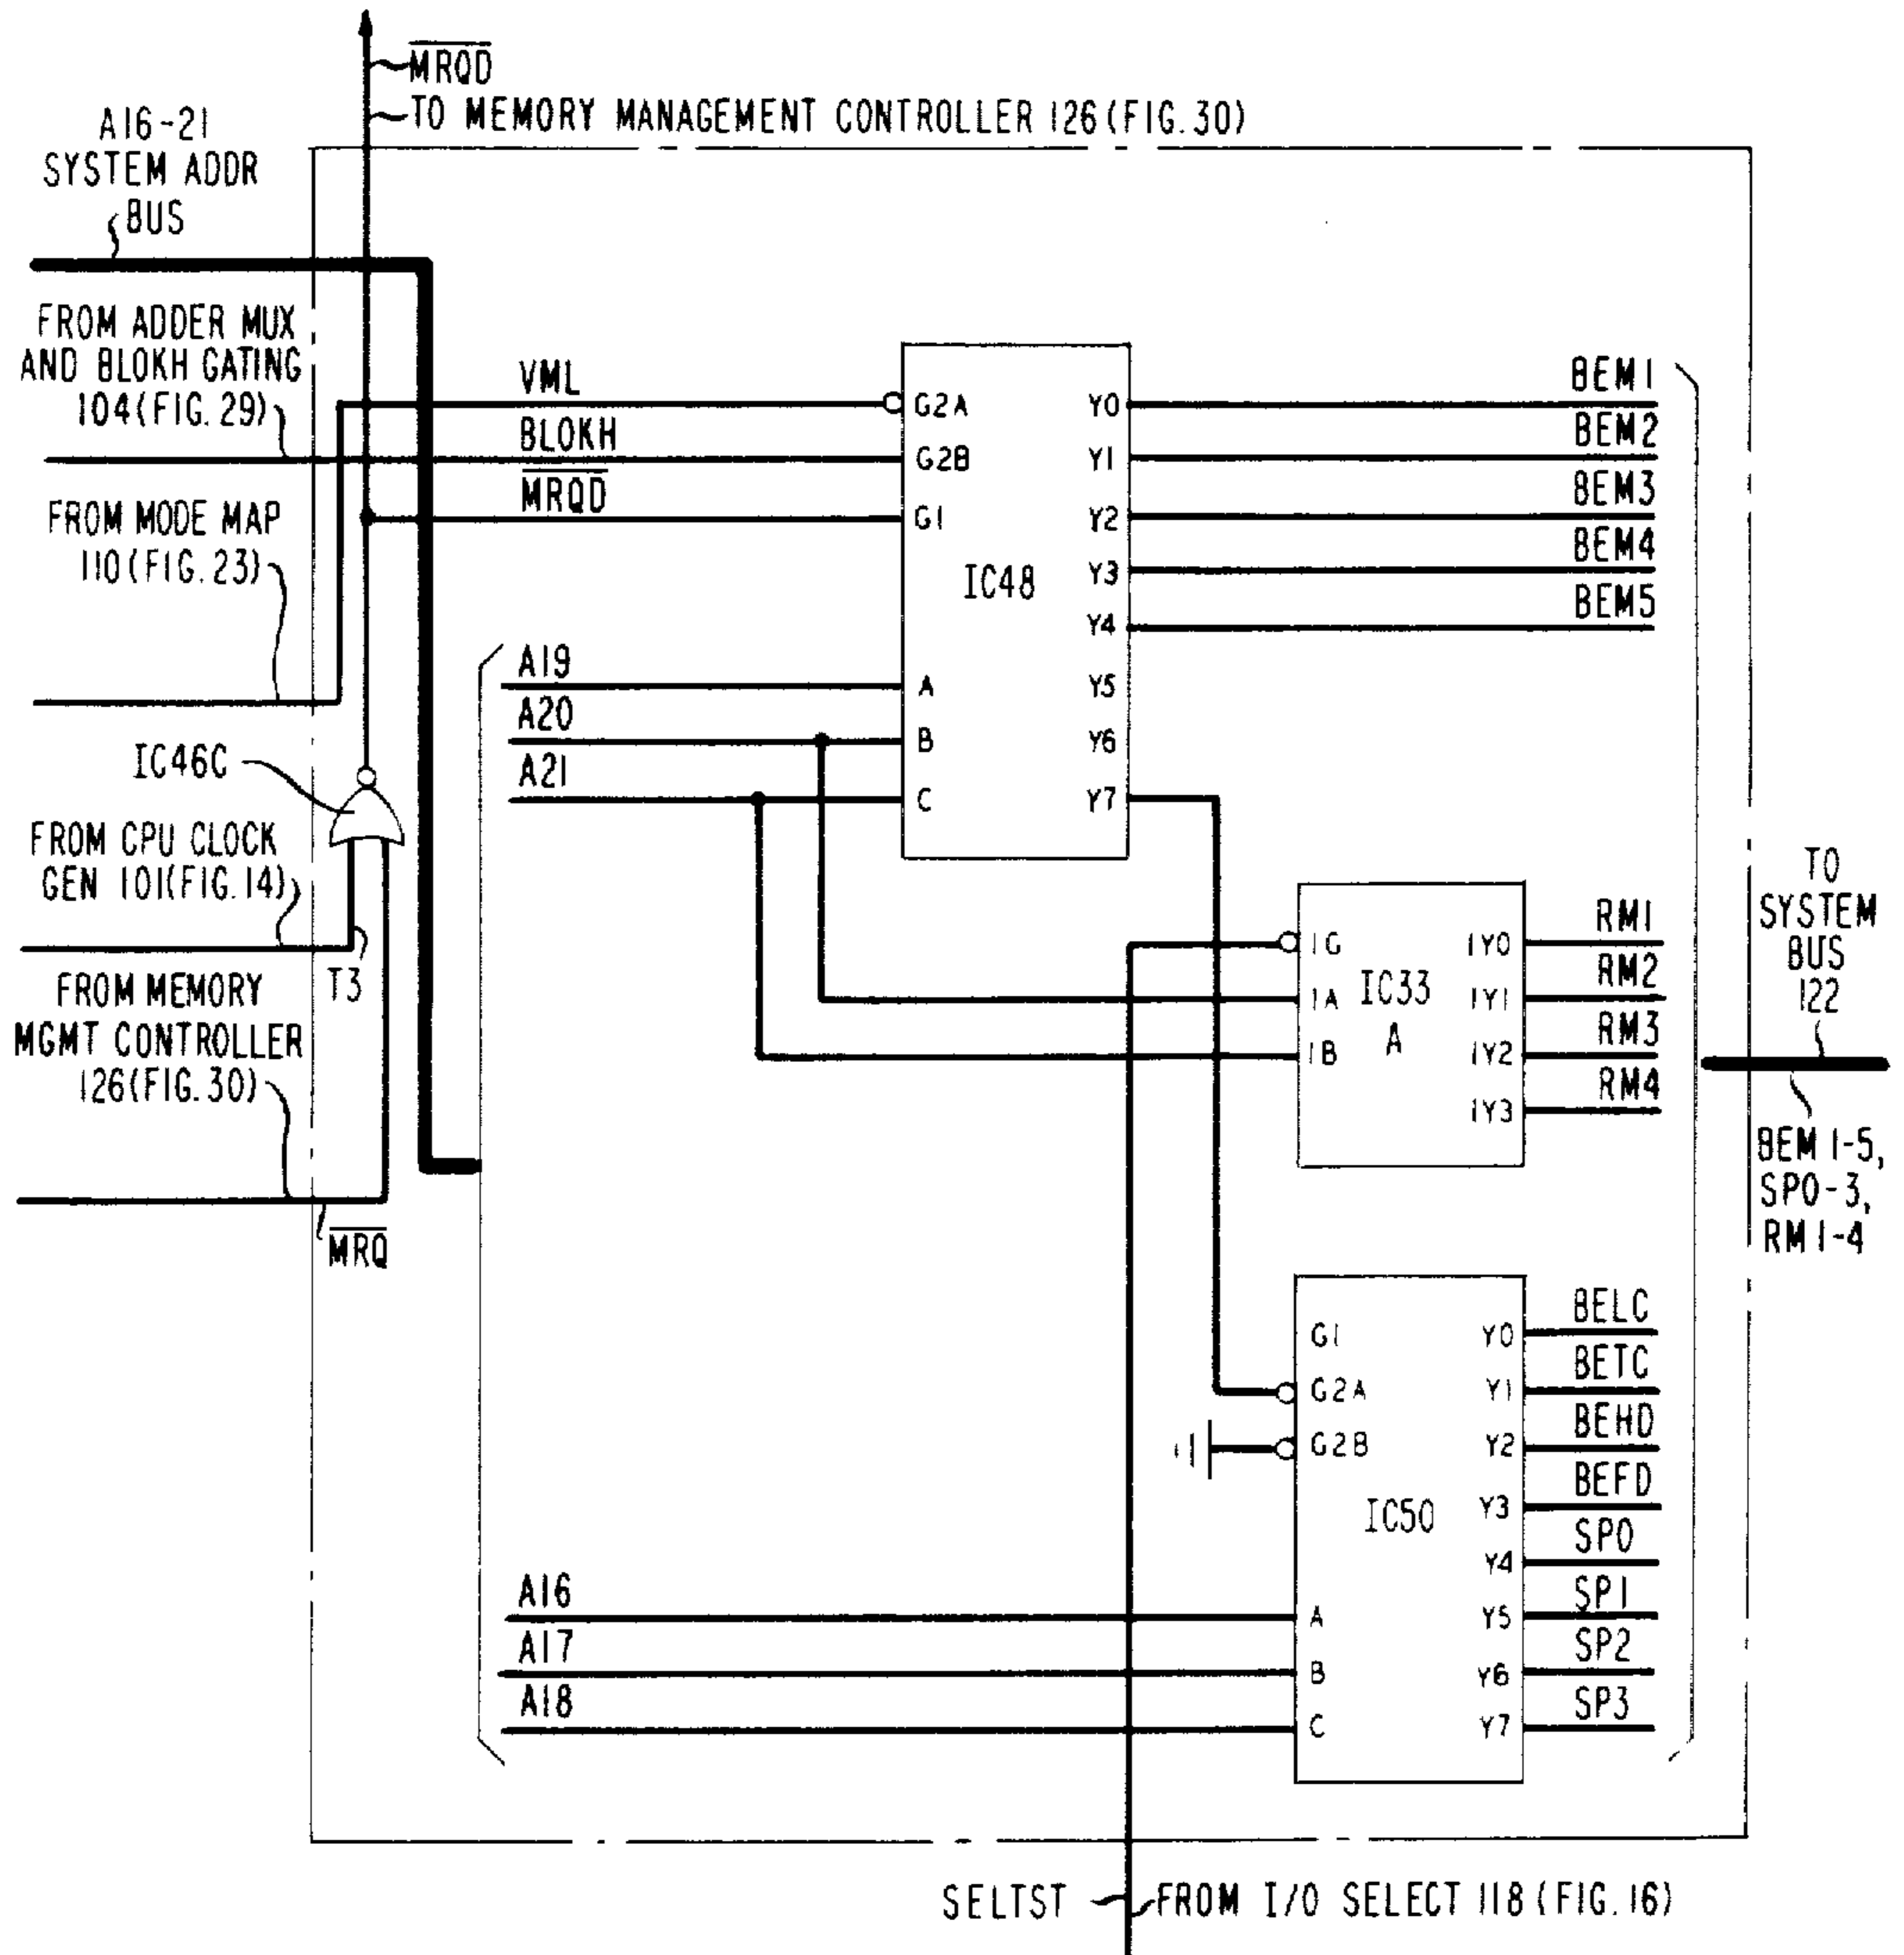 MRQD
TO MEMORY MANAGEMENT CONTROLLER 126 (FIG. 30)
A16-21
SYSTEM ADDR
BUS
FROM ADDER MUX
AND BLOKH GATING
104 (FIG. 29)
FROM MODE MAP
110 (FIG. 23)
IC46C
FROM CPU CLOCK
GEN 101 (FIG. 14)
T3
FROM MEMORY
MGMT CONTROLLER
126 (FIG. 30)
MRQ
VML
BLOKH
MRQD
A19
A20
A21
G2A
G2B
G1
IC48
A
B
C
Y0
Y1
Y2
Y3
Y4
Y5
Y6
Y7
BEM1
BEM2
BEM3
BEM4
BEM5
1G
1A
1B
IC33
A
1Y0
1Y1
1Y2
1Y3
RM1
RM2
RM3
RM4
TO
SYSTEM
BUS
122
BEM 1-5,
SP0-3,
RM 1-4
G1
G2A
G2B
IC50
A16
A17
A18
A
B
C
Y0
Y1
Y2
Y3
Y4
Y5
Y6
Y7
BELC
BETC
BEHD
BEFD
SP0
SP1
SP2
SP3
SELTST
FROM I/O SELECT 118 (FIG. 16)